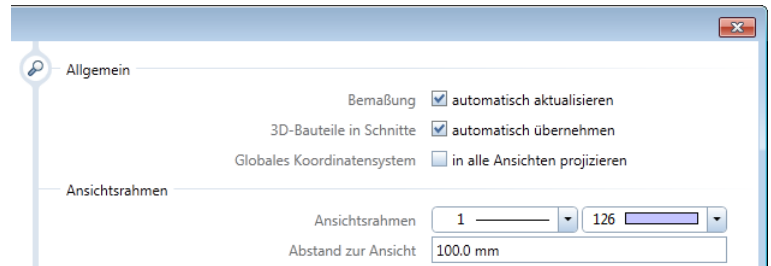 Allgemein
Bemaßung automatisch aktualisieren
3D-Bauteile in Schnitte automatisch übernehmen
Globales Koordinatensystem in alle Ansichten projizieren
Ansichtsrahmen
Ansichtsrahmen 1 126
Abstand zur Ansicht 100.0 mm